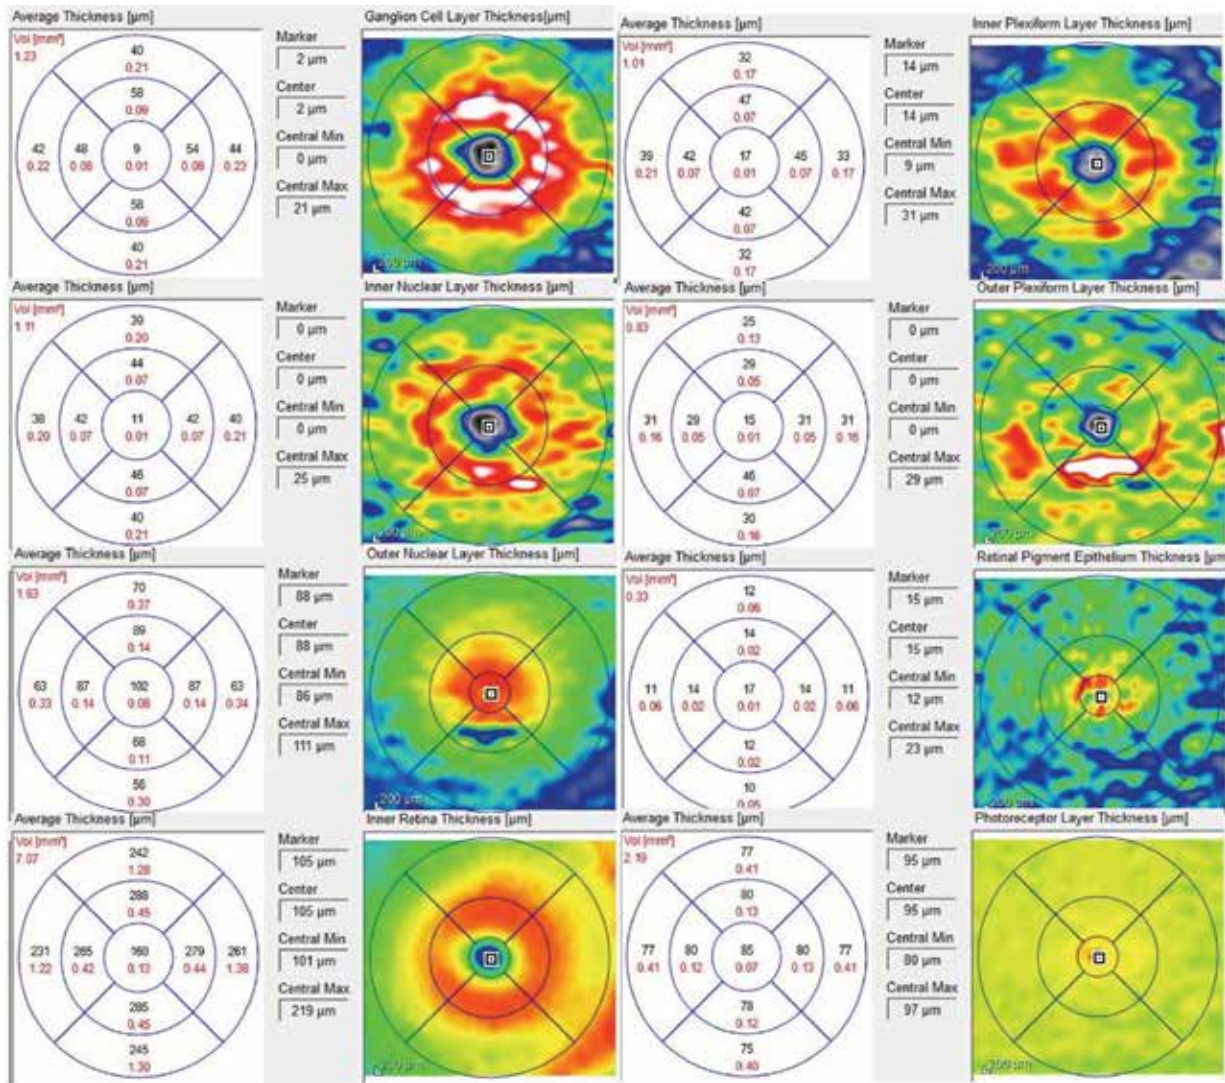 Average Thickness [µm]
Ganglion Cell Layer Thickness[µm]
Vol [mm³]
1.23
40
0.21
58
0.09
42 48 9 54 44
0.22 0.08 0.01 0.08 0.23
58
0.09
40
0.21
Marker
2 µm
Center
2 µm
Central Min
0 µm
Central Max
21 µm
200 µm
Average Thickness [µm]
Inner Plexiform Layer Thickness [µm]
Vol [mm³]
1.01
32
0.17
47
0.07
39 42 17 45 33
0.21 0.07 0.01 0.07 0.17
42
0.07
32
0.17
Marker
14 µm
Center
14 µm
Central Min
9 µm
Central Max
31 µm
200 µm
Average Thickness [µm]
Inner Nuclear Layer Thickness [µm]
Vol [mm³]
1.11
39
0.20
44
0.07
38 42 11 42 40
0.20 0.07 0.01 0.07 0.21
46
0.07
40
0.21
Marker
0 µm
Center
0 µm
Central Min
0 µm
Central Max
25 µm
200 µm
Average Thickness [µm]
Outer Plexiform Layer Thickness [µm]
Vol [mm³]
0.83
25
0.13
29
0.05
31 29 15 31 31
0.16 0.05 0.01 0.05 0.16
46
0.07
30
0.16
Marker
0 µm
Center
0 µm
Central Min
0 µm
Central Max
29 µm
200 µm
Average Thickness [µm]
Outer Nuclear Layer Thickness [µm]
Vol [mm³]
70
0.37
89
0.14
63 87 102 87 63
0.33 0.14 0.08 0.14 0.34
68
0.11
56
0.30
Marker
88 µm
Center
88 µm
Central Min
86 µm
Central Max
111 µm
200 µm
Average Thickness [µm]
Retinal Pigment Epithelium Thickness [µm
Vol [mm³]
0.33
12
0.06
14
0.02
11 14 17 14 11
0.06 0.02 0.01 0.02 0.06
12
0.02
10
0.05
Marker
15 µm
Center
15 µm
Central Min
12 µm
Central Max
23 µm
200 µm
Average Thickness [µm]
Inner Retina Thickness [µm]
Vol [mm³]
7.07
242
1.28
288
0.45
231 265 160 279 261
1.22 0.42 0.13 0.44 1.38
285
0.45
245
1.30
Marker
105 µm
Center
105 µm
Central Min
101 µm
Central Max
219 µm
200 µm
Average Thickness [µm]
Photoreceptor Layer Thickness [µm]
Vol [mm³]
2.19
77
0.41
80
0.13
77 80 85 80 77
0.41 0.12 0.07 0.13 0.41
78
0.12
75
0.40
Marker
95 µm
Center
95 µm
Central Min
80 µm
Central Max
97 µm
200 µm